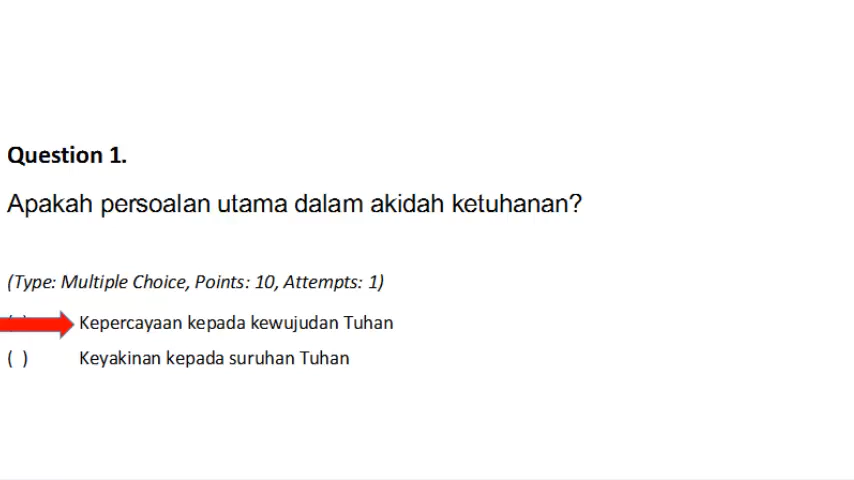 Question 1.
Apakah persoalan utama dalam akidah ketuhanan?
(Type: Multiple Choice, Points: 10, Attempts: 1)
Kepercayaan kepada kewujudan Tuhan
( ) Keyakinan kepada suruhan Tuhan